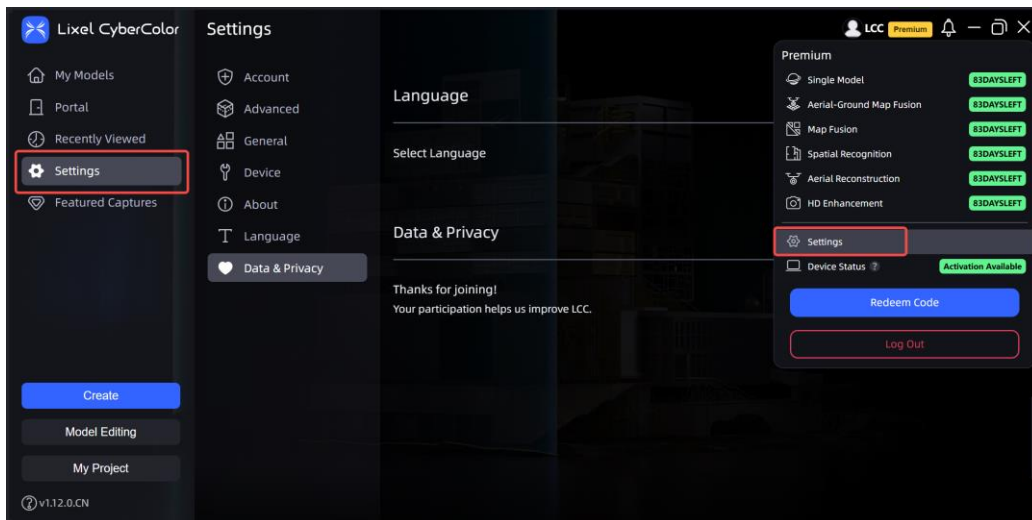 Lixel CyberColor
My Models
Portal
Recently Viewed
Settings
Featured Captures
Create
Model Editing
My Project
v1.12.0.CN
Settings
Account
Advanced
General
Device
About
Language
Data & Privacy
Language
Select Language
Data & Privacy
Thanks for joining!
Your participation helps us improve LCC.
LCC Premium
Premium
Single Model 83DAYSLEFT
Aerial-Ground Map Fusion 83DAYSLEFT
Map Fusion 83DAYSLEFT
Spatial Recognition 83DAYSLEFT
Aerial Reconstruction 83DAYSLEFT
HD Enhancement 83DAYSLEFT
Settings
Device Status ? Activation Available
Redeem Code
Log Out